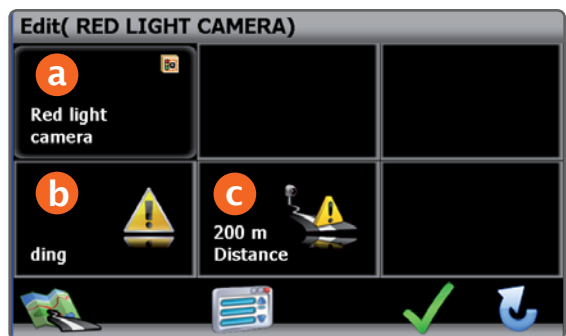 Edit( RED LIGHT CAMERA)
a
Red light
camera
b
ding
c
200 m
Distance